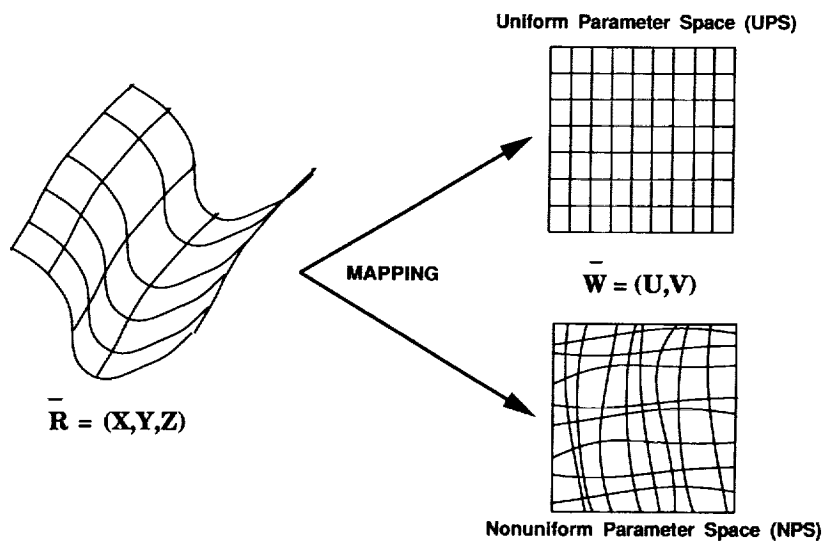 Uniform Parameter Space (UPS)
MAPPING
W̄ = (U,V)
R̄ = (X,Y,Z)
Nonuniform Parameter Space (NPS)